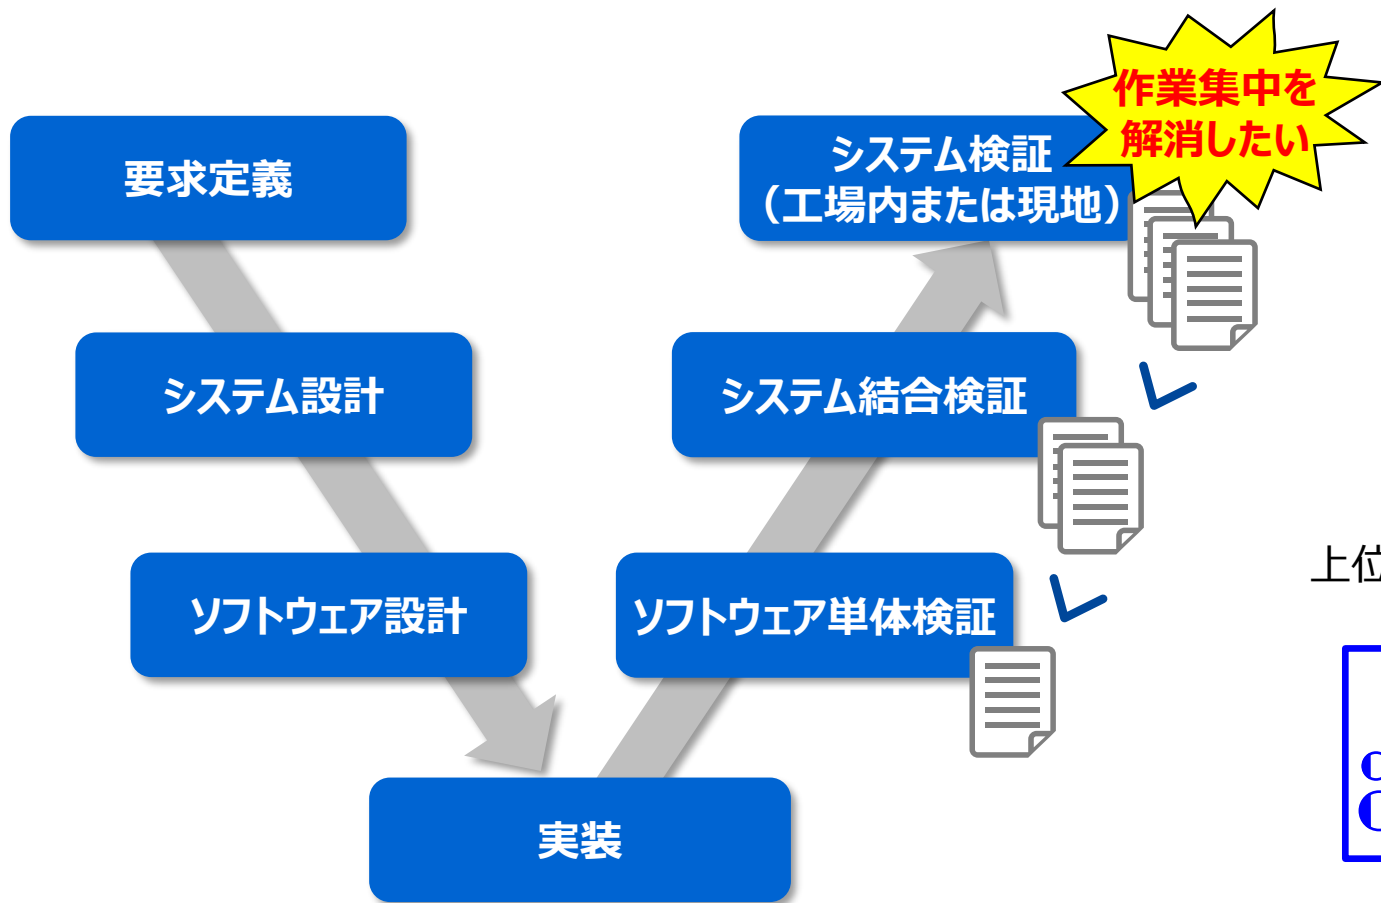 作業集中を
解消したい
要求定義
システム検証
（工場内または現地）
システム設計
システム結合検証
ソフトウェア設計
ソフトウェア単体検証
実装
上位